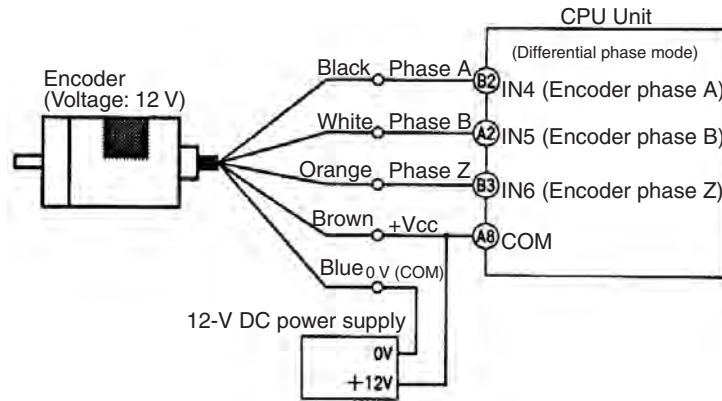 CPU Unit
(Differential phase mode)
Encoder
(Voltage: 12 V)
Black Phase A B2 IN4 (Encoder phase A)
White Phase B A2 IN5 (Encoder phase B)
Orange Phase Z B3 IN6 (Encoder phase Z)
Brown +Vcc A8 COM
Blue 0 V (COM)
12-V DC power supply
0V
+12V